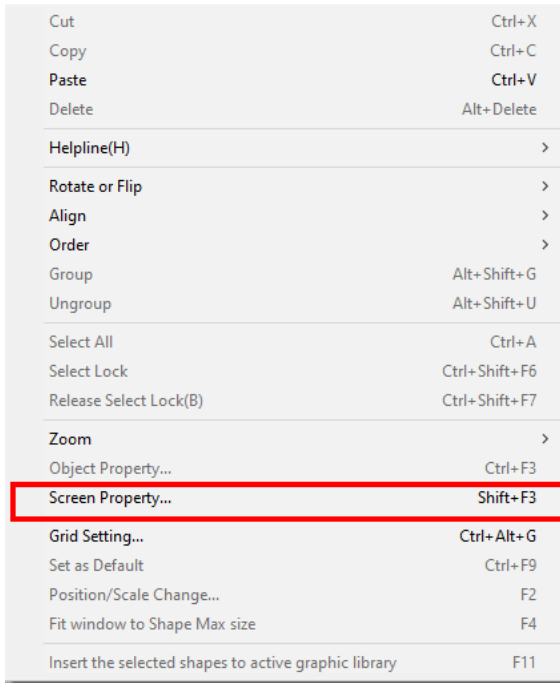 Cut Ctrl+X
Copy Ctrl+C
Paste Ctrl+V
Delete Alt+Delete
Helpline(H) >
Rotate or Flip >
Align >
Order >
Group Alt+Shift+G
Ungroup Alt+Shift+U
Select All Ctrl+A
Select Lock Ctrl+Shift+F6
Release Select Lock(B) Ctrl+Shift+F7
Zoom >
Object Property... Ctrl+F3
Screen Property... Shift+F3
Grid Setting... Ctrl+Alt+G
Set as Default Ctrl+F9
Position/Scale Change... F2
Fit window to Shape Max size F4
Insert the selected shapes to active graphic library F11